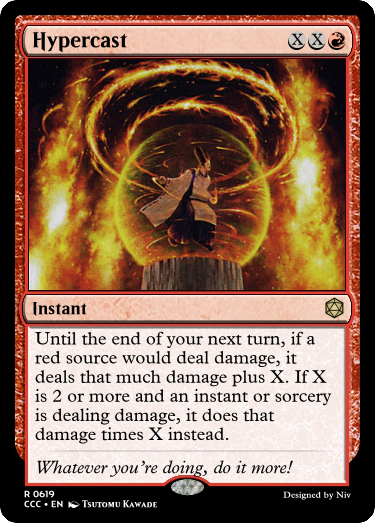 Hypercast XXR
Instant
Until the end of your next turn, if a
red source would deal damage, it
deals that much damage plus X. If X
is 2 or more and an instant or sorcery
is dealing damage, it does that
damage times X instead.
Whatever you're doing, do it more!
R 0619
CCC • EN Tsutomu Kawade
Designed by Niv